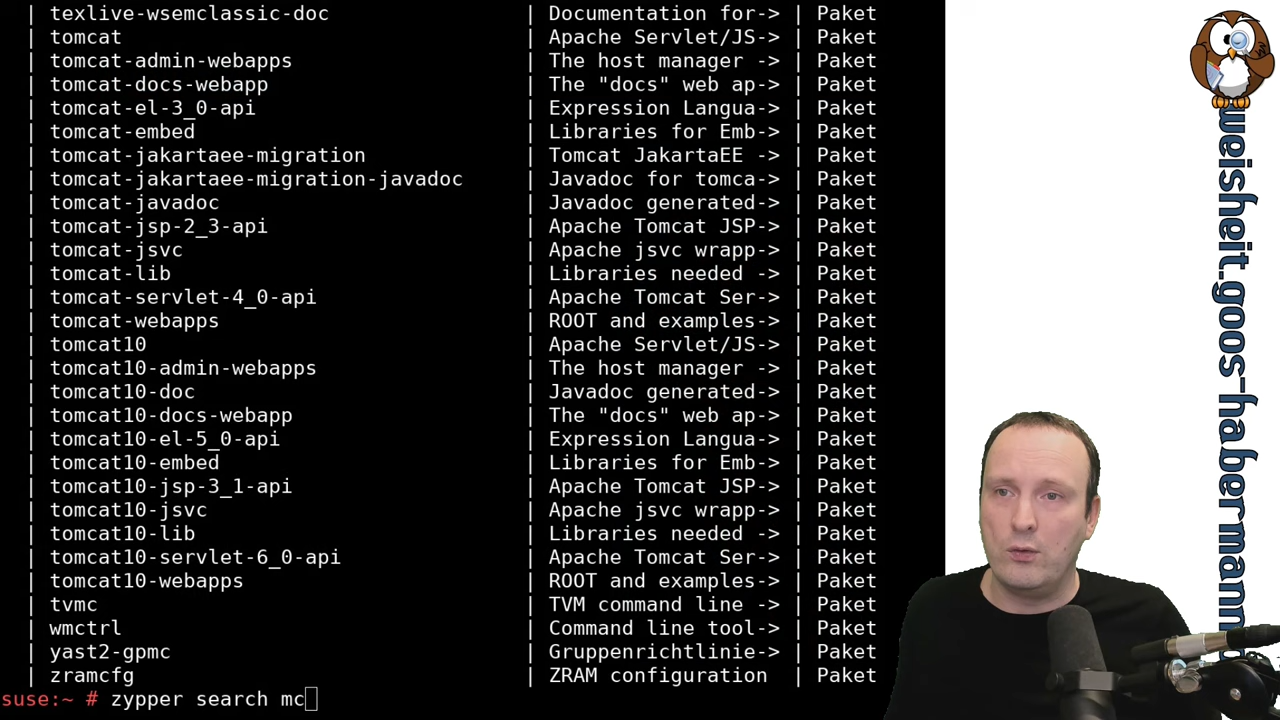 | texlive-wsemclassic-doc | Documentation for-> | Paket
| tomcat | Apache Servlet/JS-> | Paket
| tomcat-admin-webapps | The host manager -> | Paket
| tomcat-docs-webapp | The "docs" web ap-> | Paket
| tomcat-el-3_0-api | Expression Langua-> | Paket
| tomcat-embed | Libraries for Emb-> | Paket
| tomcat-jakartaee-migration | Tomcat JakartaEE -> | Paket
| tomcat-jakartaee-migration-javadoc | Javadoc for tomca-> | Paket
| tomcat-javadoc | Javadoc generated-> | Paket
| tomcat-jsp-2_3-api | Apache Tomcat JSP-> | Paket
| tomcat-jsvc | Apache jsvc wrapp-> | Paket
| tomcat-lib | Libraries needed -> | Paket
| tomcat-servlet-4_0-api | Apache Tomcat Ser-> | Paket
| tomcat-webapps | ROOT and examples-> | Paket
| tomcat10 | Apache Servlet/JS-> | Paket
| tomcat10-admin-webapps | The host manager -> | Paket
| tomcat10-doc | Javadoc generated-> | Paket
| tomcat10-docs-webapp | The "docs" web ap-> | Paket
| tomcat10-el-5_0-api | Expression Langua-> | Paket
| tomcat10-embed | Libraries for Emb-> | Paket
| tomcat10-jsp-3_1-api | Apache Tomcat JSP-> | Paket
| tomcat10-jsvc | Apache jsvc wrapp-> | Paket
| tomcat10-lib | Libraries needed -> | Paket
| tomcat10-servlet-6_0-api | Apache Tomcat Ser-> | Paket
| tomcat10-webapps | ROOT and examples-> | Paket
| tvmc | TVM command line -> | Paket
| wmctrl | Command line tool-> | Paket
| yast2-gpmc | Gruppenrichtlinie-> | Paket
| zramcfg | ZRAM configuration | Paket
suse:~ # zypper search mc
weisheit.goos-habermann